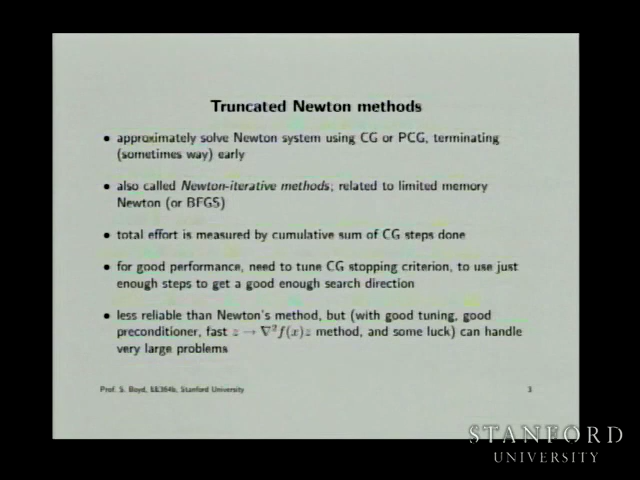 Truncated Newton methods
• approximately solve Newton system using CG or PCG, terminating
(sometimes way) early
• also called Newton-iterative methods; related to limited memory
Newton (or BFGS)
• total effort is measured by cumulative sum of CG steps done
• for good performance, need to tune CG stopping criterion, to use just
enough steps to get a good enough search direction
• less reliable than Newton's method, but (with good tuning, good
preconditioner, fast z → ∇²f(x)z method, and some luck) can handle
very large problems
Prof. S. Boyd, EE364b, Stanford University 3
STANFORD
UNIVERSITY